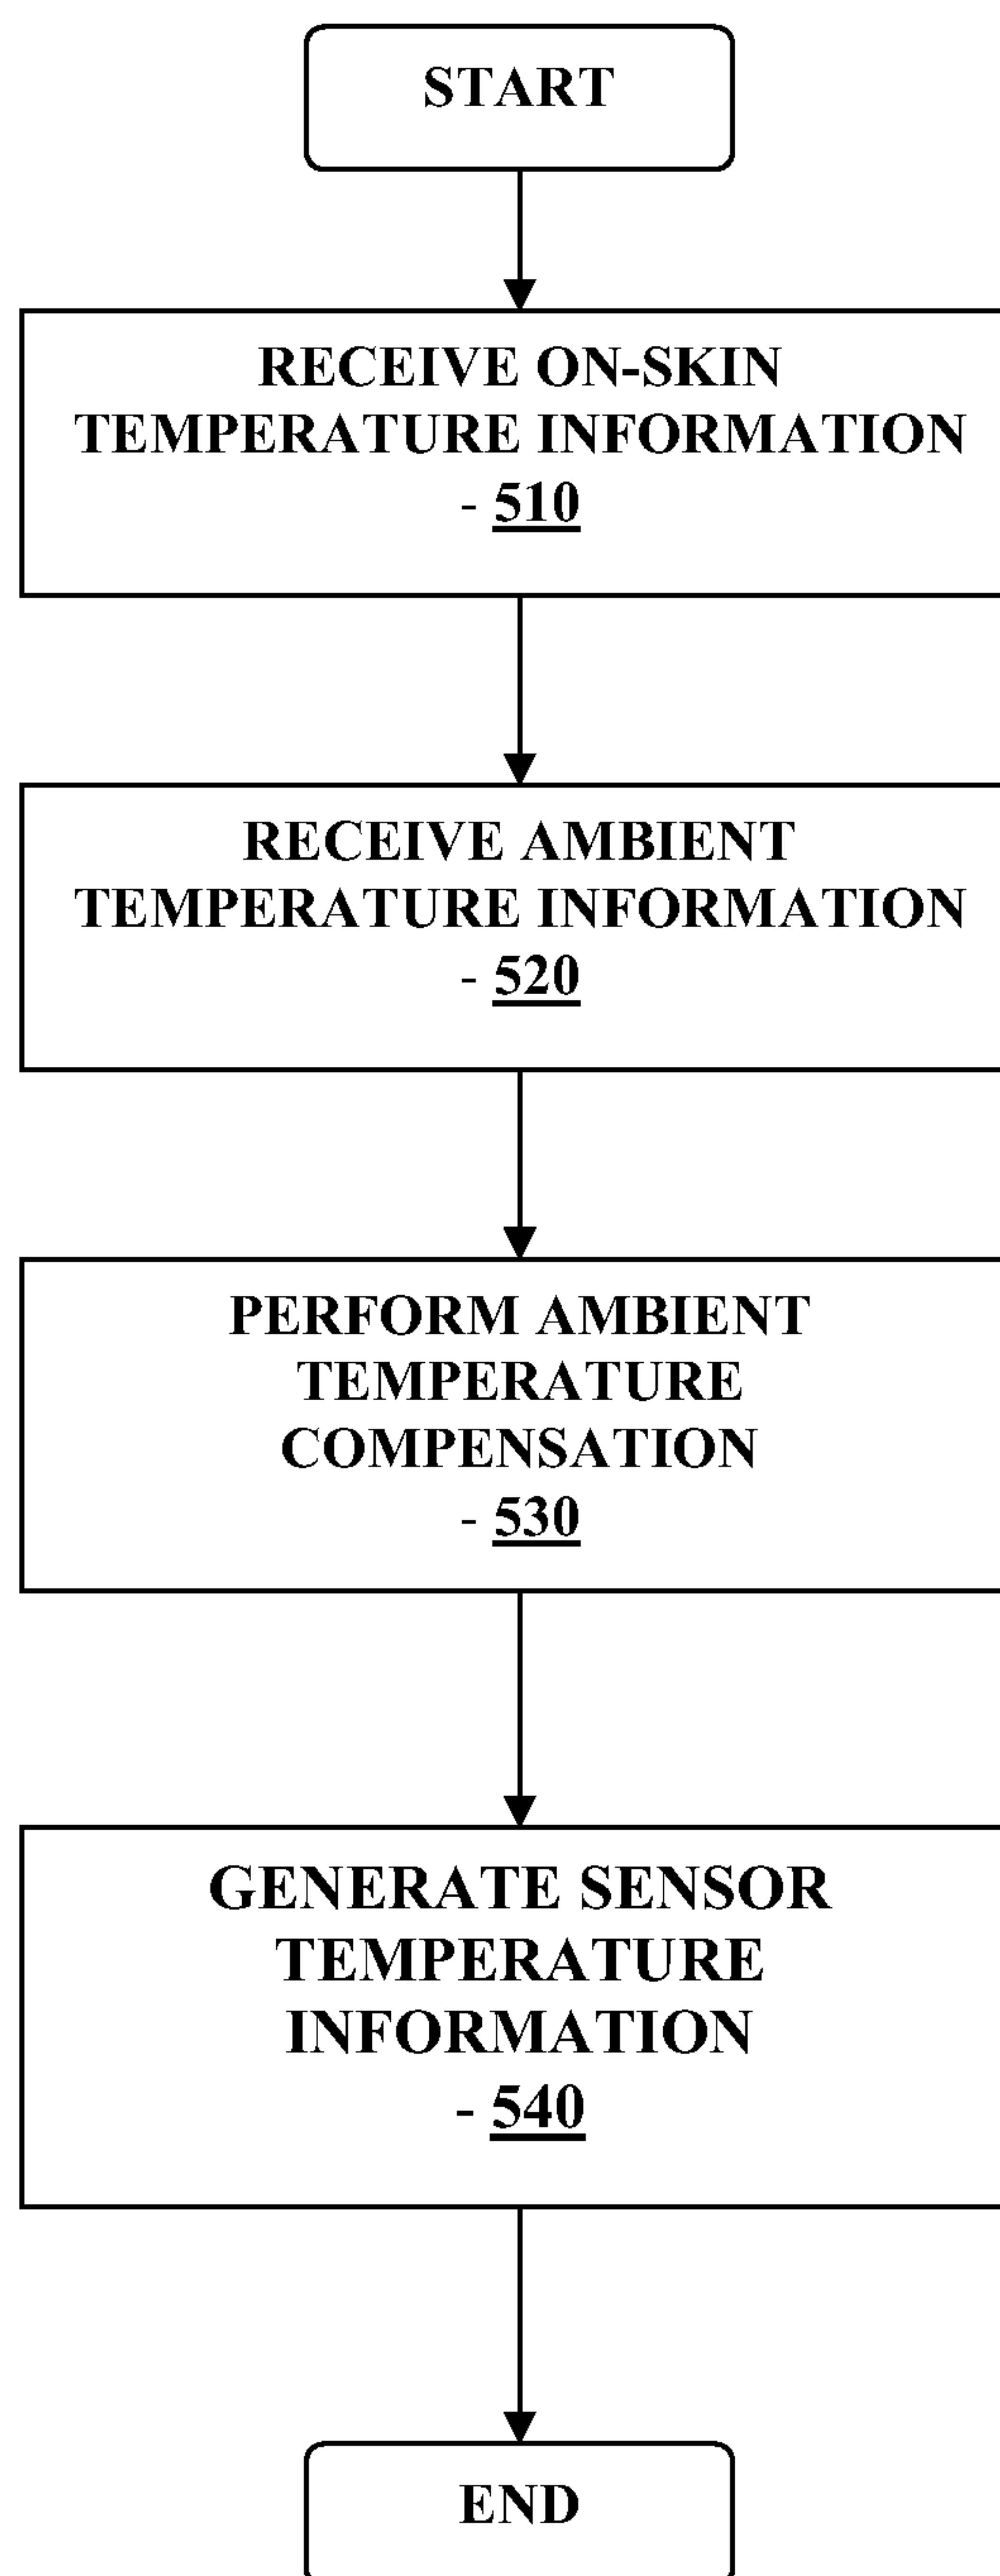 START
RECEIVE ON-SKIN
TEMPERATURE INFORMATION
- 510
RECEIVE AMBIENT
TEMPERATURE INFORMATION
- 520
PERFORM AMBIENT
TEMPERATURE
COMPENSATION
- 530
GENERATE SENSOR
TEMPERATURE
INFORMATION
- 540
END